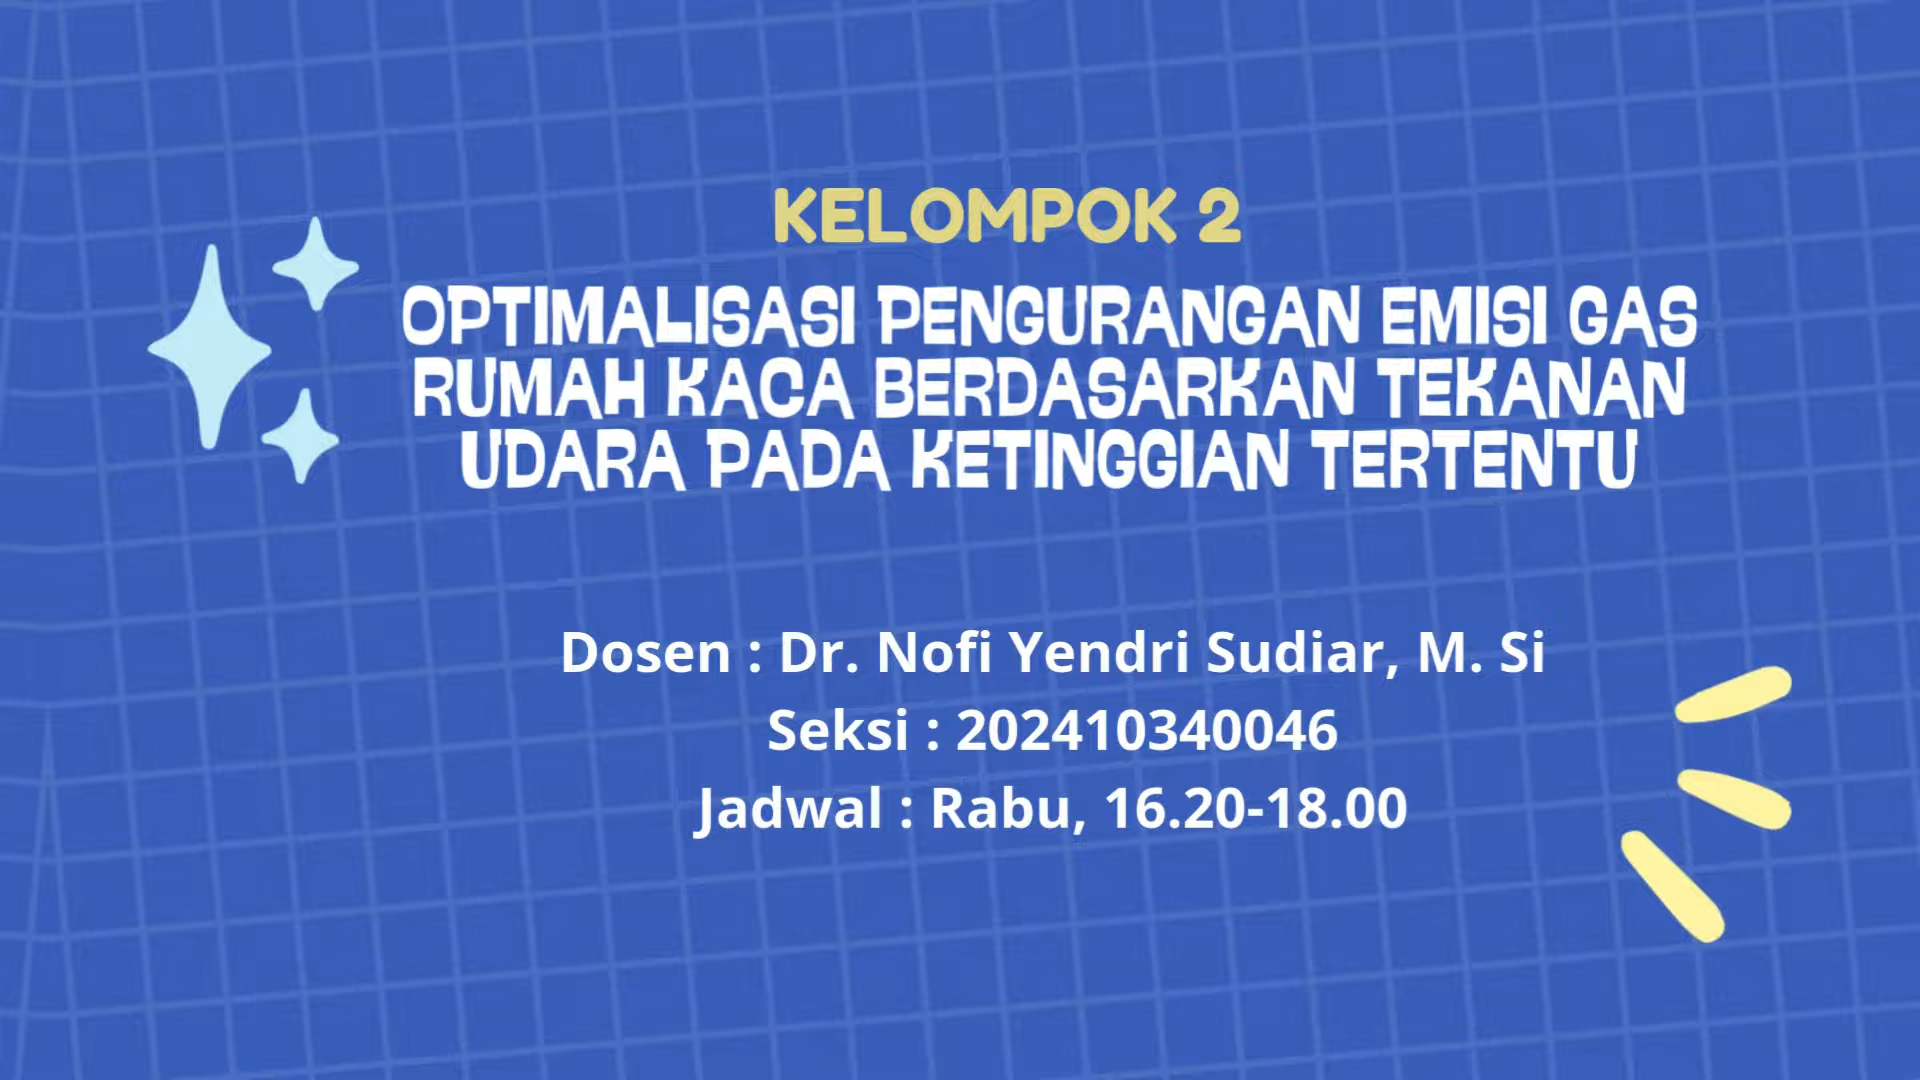 KELOMPOK 2
OPTIMALISASI PENGURANGAN EMISI GAS
RUMAH KACA BERDASARKAN TEKANAN
UDARA PADA KETINGGIAN TERTENTU
Dosen : Dr. Nofi Yendri Sudiar, M. Si
Seksi : 202410340046
Jadwal : Rabu, 16.20-18.00